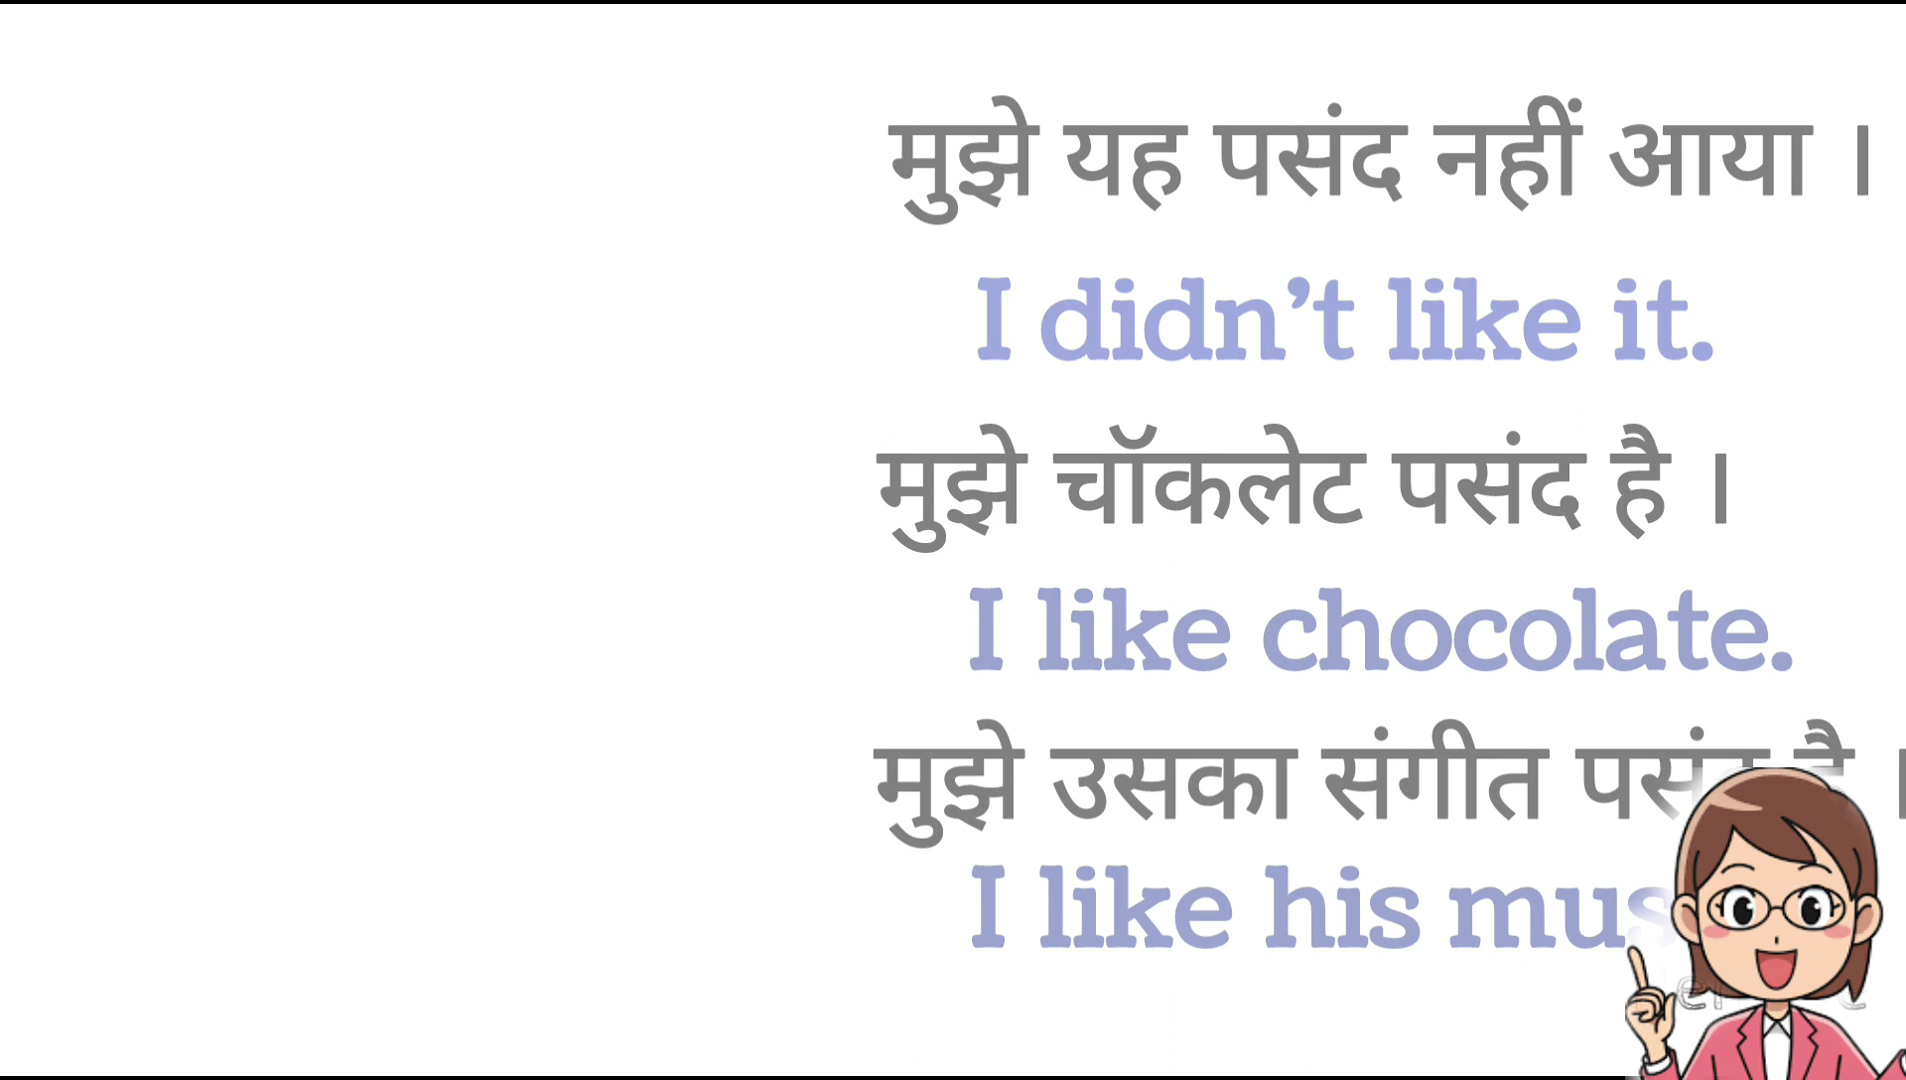 मुझे यह पसंद नहीं आया ।
I didn’t like it.
मुझे चॉकलेट पसंद है ।
I like chocolate.
मुझे उसका संगीत है ।
I like his